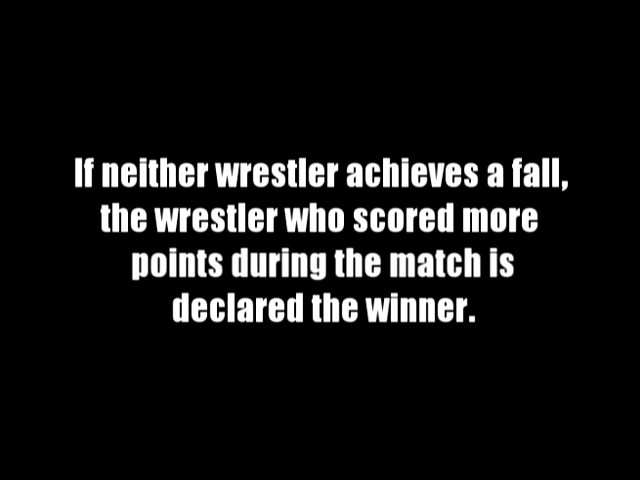 If neither wrestler achieves a fall,
the wrestler who scored more
points during the match is
declared the winner.